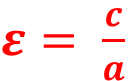 ε = c/a